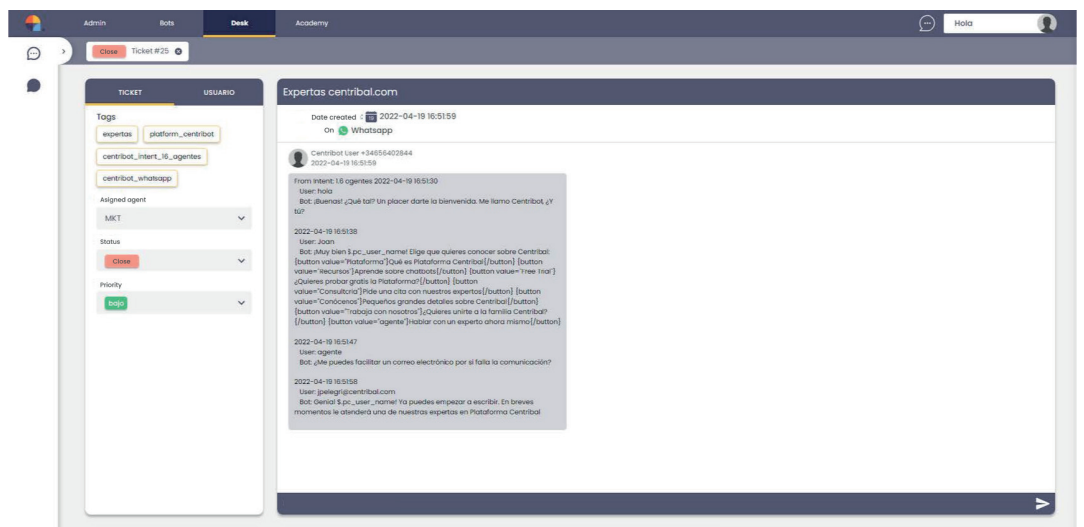 Admin Bots Desk Academy Hola
Close Ticket #25
TICKET USUARIO
Tags
expertas platform_centribot
centribot_intent_16_agentes
centribot_whatsapp
Asigned agent
MKT
Status
Close
Priority
bajo
Expertas centribal.com
Date created : 2022-04-19 16:51:59
On Whatsapp
Centribot User +34656402844
2022-04-19 16:51:59
From Intent: 1.6 agentes 2022-04-19 16:51:30
User: hola
Bot: ¡Buenas! ¿Qué tal? Un placer darte la bienvenida. Me llamo Centribot, ¿Y
tú?
2022-04-19 16:51:38
User: Joan
Bot: ¡Muy bien $.pc_user_name! Elige que quieres conocer sobre Centribal:
{button value="Plataforma"}Qué es Plataforma Centribal{/button} {button
value="Recursos"}Aprende sobre chatbots{/button} {button value="Free Trial"}
¿Quieres probar gratis la Plataforma?{/button} {button
value="Consultoria"}Pide una cita con nuestros expertos{/button} {button
value="Conócenos"}Pequeños grandes detalles sobre Centribal{/button}
{button value="Trabaja con nosotros"}¿Quieres unirte a la familia Centribal?
{/button} {button value="agente"}Hablar con un experto ahora mismo{/button}
2022-04-19 16:51:47
User: agente
Bot: ¿Me puedes facilitar un correo electrónico por si falla la comunicación?
2022-04-19 16:51:58
User: jpelegri@centribal.com
Bot: Genial $.pc_user_name! Ya puedes empezar a escribir. En breves
momentos le atenderá una de nuestras expertas en Plataforma Centribal